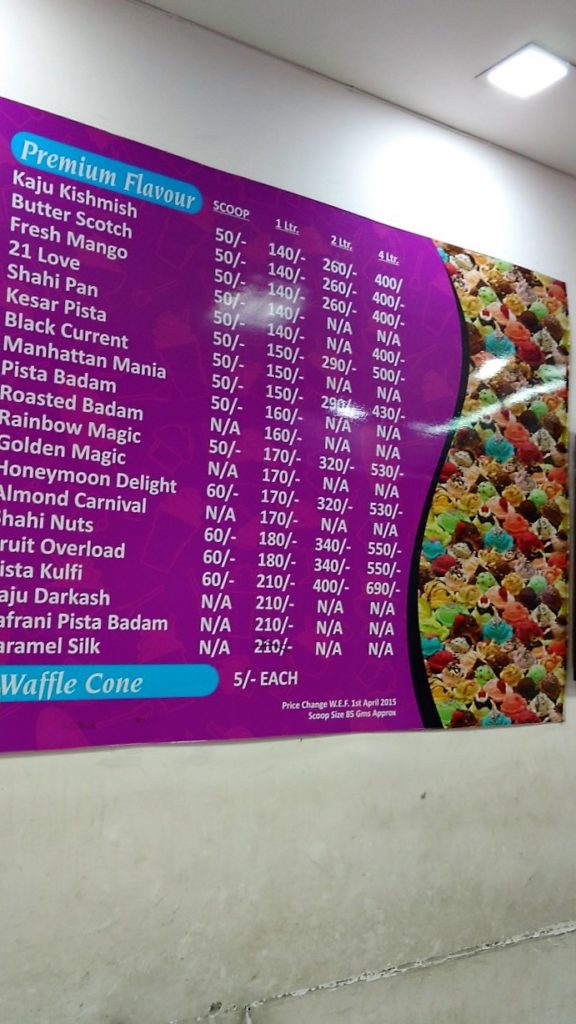 Premium Flavour SCOOP 1 Ltr. 2 Ltr. 4 Ltr.
Kaju Kishmish 50/- 140/- 260/- 400/
Butter Scotch 50/- 140/- 260/- 400/-
Fresh Mango 50/- 140/- 260/- 400/-
21 Love 50/- 140/- N/A N/A
Shahi Pan 50/- 140/- N/A 400/-
Kesar Pista 50/- 150/- 290/- 500/-
Black Current 50/- 150/- N/A N/A
Manhattan Mania 50/- 150/- 290/- 430/-
Pista Badam 50/- 160/- N/A N/A
Roasted Badam N/A 160/- N/A N/A
Rainbow Magic 50/- 170/- 320/- 530/-
Golden Magic N/A 170/- N/A N/A
Honeymoon Delight 60/- 170/- 320/- 530/-
Almond Carnival N/A 170/- N/A N/A
Shahi Nuts 60/- 180/- 340/- 550/-
ruit Overload 60/- 180/- 340/- 550/-
ista Kulfi 60/- 210/- 400/- 690/-
aju Darkash N/A 210/- N/A N/A
afrani Pista Badam N/A 210/- N/A N/A
aramel Silk N/A 210/- N/A N/A
Waffle Cone 5/- EACH
Price Change W.E.F. 1st April 2015
Scoop Size 85 Gms Approx